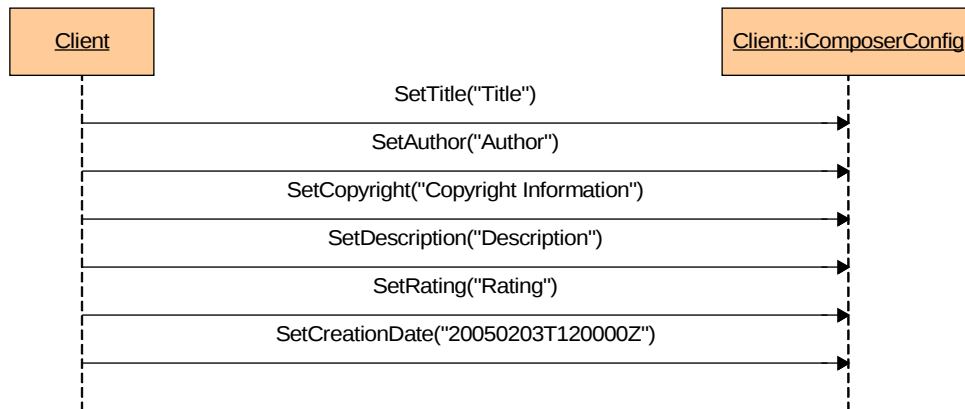 Client
Client::iComposerConfig
SetTitle("Title")
SetAuthor("Author")
SetCopyright("Copyright Information")
SetDescription("Description")
SetRating("Rating")
SetCreationDate("20050203T120000Z")